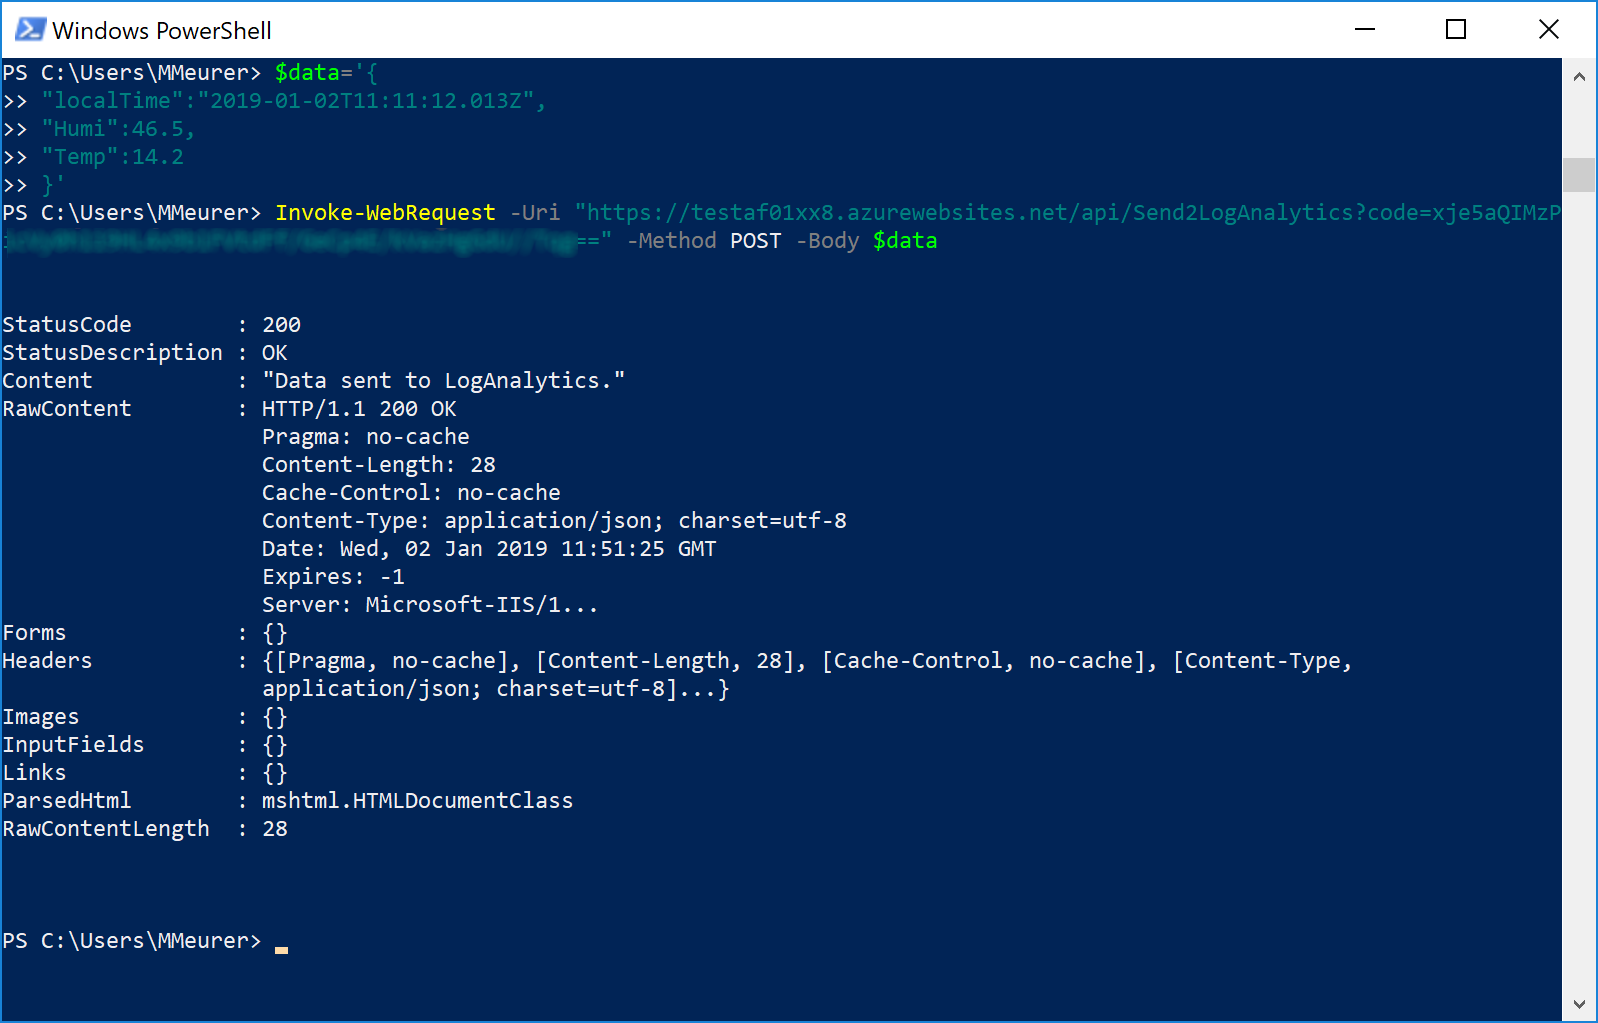 Windows PowerShell
PS C:\Users\MMeurer> $data='{
>> "localTime":"2019-01-02T11:11:12.013Z",
>> "Humi":46.5,
>> "Temp":14.2
>> }'
PS C:\Users\MMeurer> Invoke-WebRequest -Uri "https://testaf01xx8.azurewebsites.net/api/Send2LogAnalytics?code=xje5aQIMzP
==" -Method POST -Body $data
StatusCode : 200
StatusDescription : OK
Content : "Data sent to LogAnalytics."
RawContent : HTTP/1.1 200 OK
Pragma: no-cache
Content-Length: 28
Cache-Control: no-cache
Content-Type: application/json; charset=utf-8
Date: Wed, 02 Jan 2019 11:51:25 GMT
Expires: -1
Server: Microsoft-IIS/1...
Forms : {}
Headers : {[Pragma, no-cache], [Content-Length, 28], [Cache-Control, no-cache], [Content-Type,
application/json; charset=utf-8]...}
Images : {}
InputFields : {}
Links : {}
ParsedHtml : mshtml.HTMLDocumentClass
RawContentLength : 28
PS C:\Users\MMeurer>